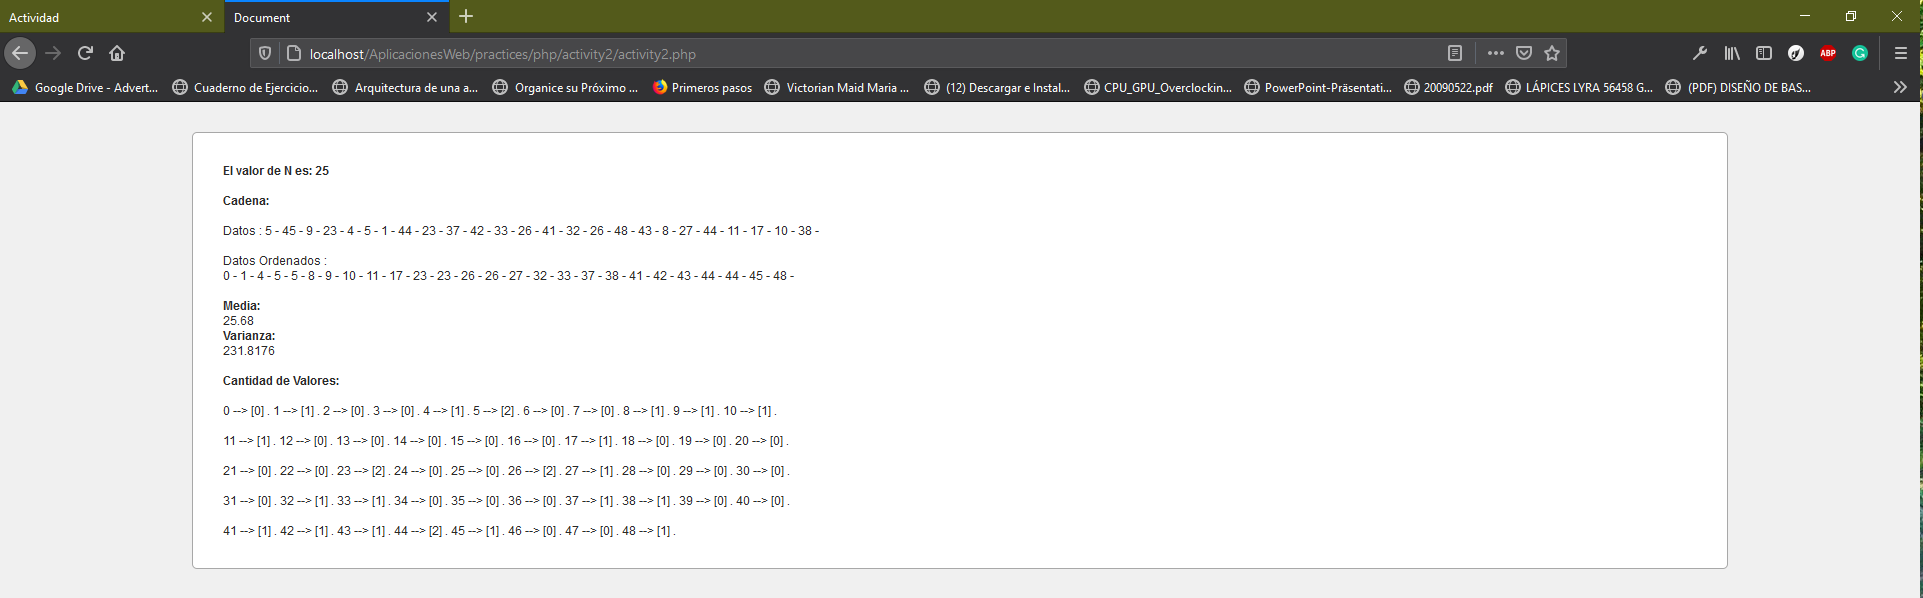 Actividad
Document
localhost/AplicacionesWeb/practices/php/activity2/activity2.php
ABP
Google Drive - Advert...
Cuaderno de Ejercicio...
Arquitectura de una a...
Organice su Próximo ...
Primeros pasos
Victorian Maid Maria ...
(12) Descargar e Instal...
CPU_GPU_Overclockin...
PowerPoint-Präsentati...
20090522.pdf
LÁPICES LYRA 56458 G...
(PDF) DISEÑO DE BAS...
El valor de N es: 25
Cadena:
Datos : 5 - 45 - 9 - 23 - 4 - 5 - 1 - 44 - 23 - 37 - 42 - 33 - 26 - 41 - 32 - 26 - 48 - 43 - 8 - 27 - 44 - 11 - 17 - 10 - 38 -
Datos Ordenados :
0 - 1 - 4 - 5 - 5 - 8 - 9 - 10 - 11 - 17 - 23 - 23 - 26 - 26 - 27 - 32 - 33 - 37 - 38 - 41 - 42 - 43 - 44 - 44 - 45 - 48 -
Media:
25.68
Varianza:
231.8176
Cantidad de Valores:
0 --> [0] . 1 --> [1] . 2 --> [0] . 3 --> [0] . 4 --> [1] . 5 --> [2] . 6 --> [0] . 7 --> [0] . 8 --> [1] . 9 --> [1] . 10 --> [1] .
11 --> [1] . 12 --> [0] . 13 --> [0] . 14 --> [0] . 15 --> [0] . 16 --> [0] . 17 --> [1] . 18 --> [0] . 19 --> [0] . 20 --> [0] .
21 --> [0] . 22 --> [0] . 23 --> [2] . 24 --> [0] . 25 --> [0] . 26 --> [2] . 27 --> [1] . 28 --> [0] . 29 --> [0] . 30 --> [0] .
31 --> [0] . 32 --> [1] . 33 --> [1] . 34 --> [0] . 35 --> [0] . 36 --> [0] . 37 --> [1] . 38 --> [1] . 39 --> [0] . 40 --> [0] .
41 --> [1] . 42 --> [1] . 43 --> [1] . 44 --> [2] . 45 --> [1] . 46 --> [0] . 47 --> [0] . 48 --> [1] .